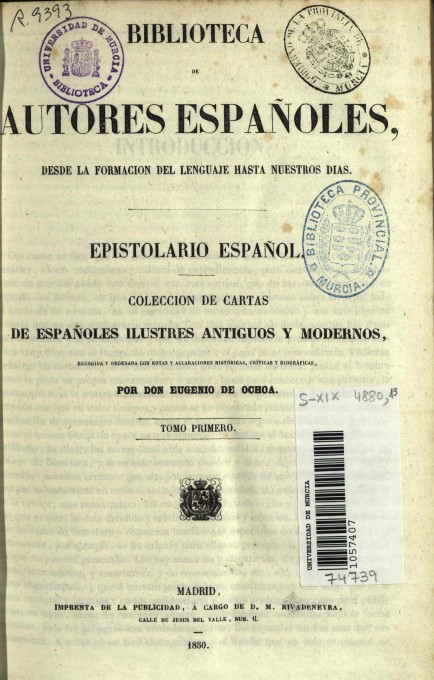 R. 9393
UNIVERSIDAD DE MURCIA
BIBLIOTECA
BIBLIOTECA
DE
AUTORES ESPAÑOLES,
DESDE LA FORMACION DEL LENGUAJE HASTA NUESTROS DIAS.
BIBLIOTECA PROVINCIAL
MURCIA.
EPISTOLARIO ESPAÑOL.
COLECCION DE CARTAS
DE ESPAÑOLES ILUSTRES ANTIGUOS Y MODERNOS,
RECOGIDA Y ORDENADA CON NOTAS Y ACLARACIONES HISTÓRICAS, CRÍTICAS Y BIOGRÁFICAS,
POR DON EUGENIO DE OCHOA.
TOMO PRIMERO.
S-XIX 4880,15
UNIVERSIDAD DE MURCIA
1057407
74739
MADRID,
IMPRENTA DE LA PUBLICIDAD, Á CARGO DE D. M. RIVADENEYRA,
CALLE DE JESUS DEL VALLE, NUM. 6.
1850.